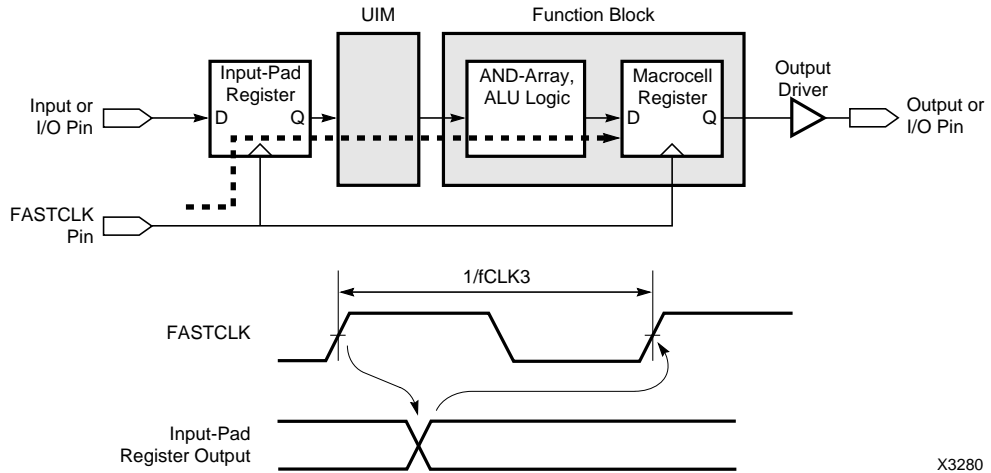 UIM
Function Block
Input-Pad
Register
AND-Array,
ALU Logic
Macrocell
Register
Output
Driver
Input or
I/O Pin
D
Q
D
Q
Output or
I/O Pin
FASTCLK
Pin
1/fCLK3
FASTCLK
Input-Pad
Register Output
X3280